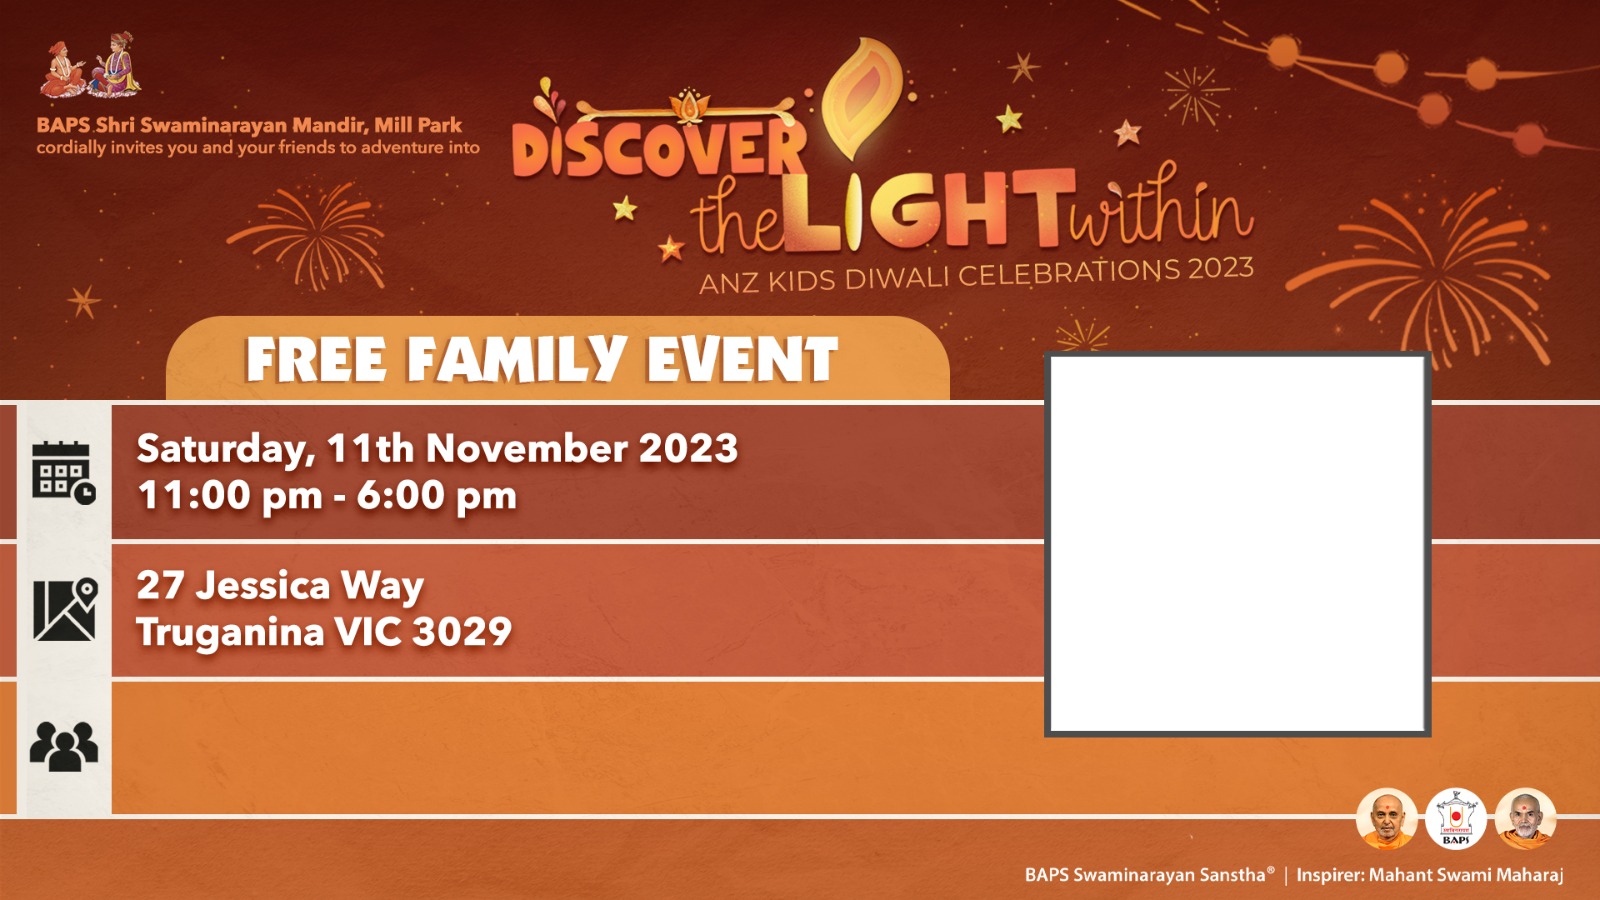 BAPS Shri Swaminarayan Mandir, Mill Park
cordially invites you and your friends to adventure into
DISCOVER
the LIGHT within
ANZ KIDS DIWALI CELEBRATIONS 2023
FREE FAMILY EVENT
Saturday, 11th November 2023
11:00 pm - 6:00 pm
27 Jessica Way
Truganina VIC 3029
BAPS
BAPS Swaminarayan Sanstha® | Inspirer: Mahant Swami Maharaj